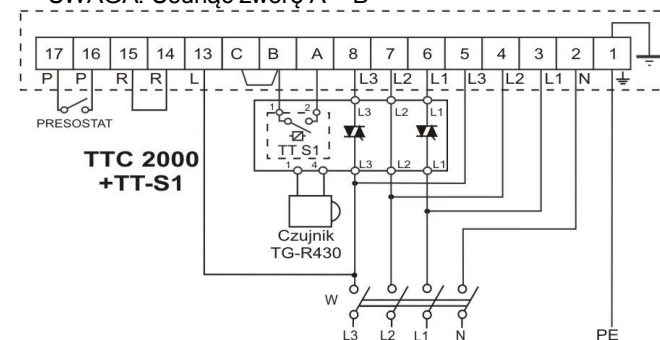 UWAGA: Usunąć zworę A – B
17 16 15 14 13 C B A 8 7 6 5 4 3 2 1
P P R R L L3 L2 L1 L3 L2 L1 N
PRESOSTAT
1 2 L3 L2 L1
TT S1
TTC 2000
+TT-S1
L3 L2 L1
1 4
Czujnik
TG-R430
W
L3 L2 L1 N PE